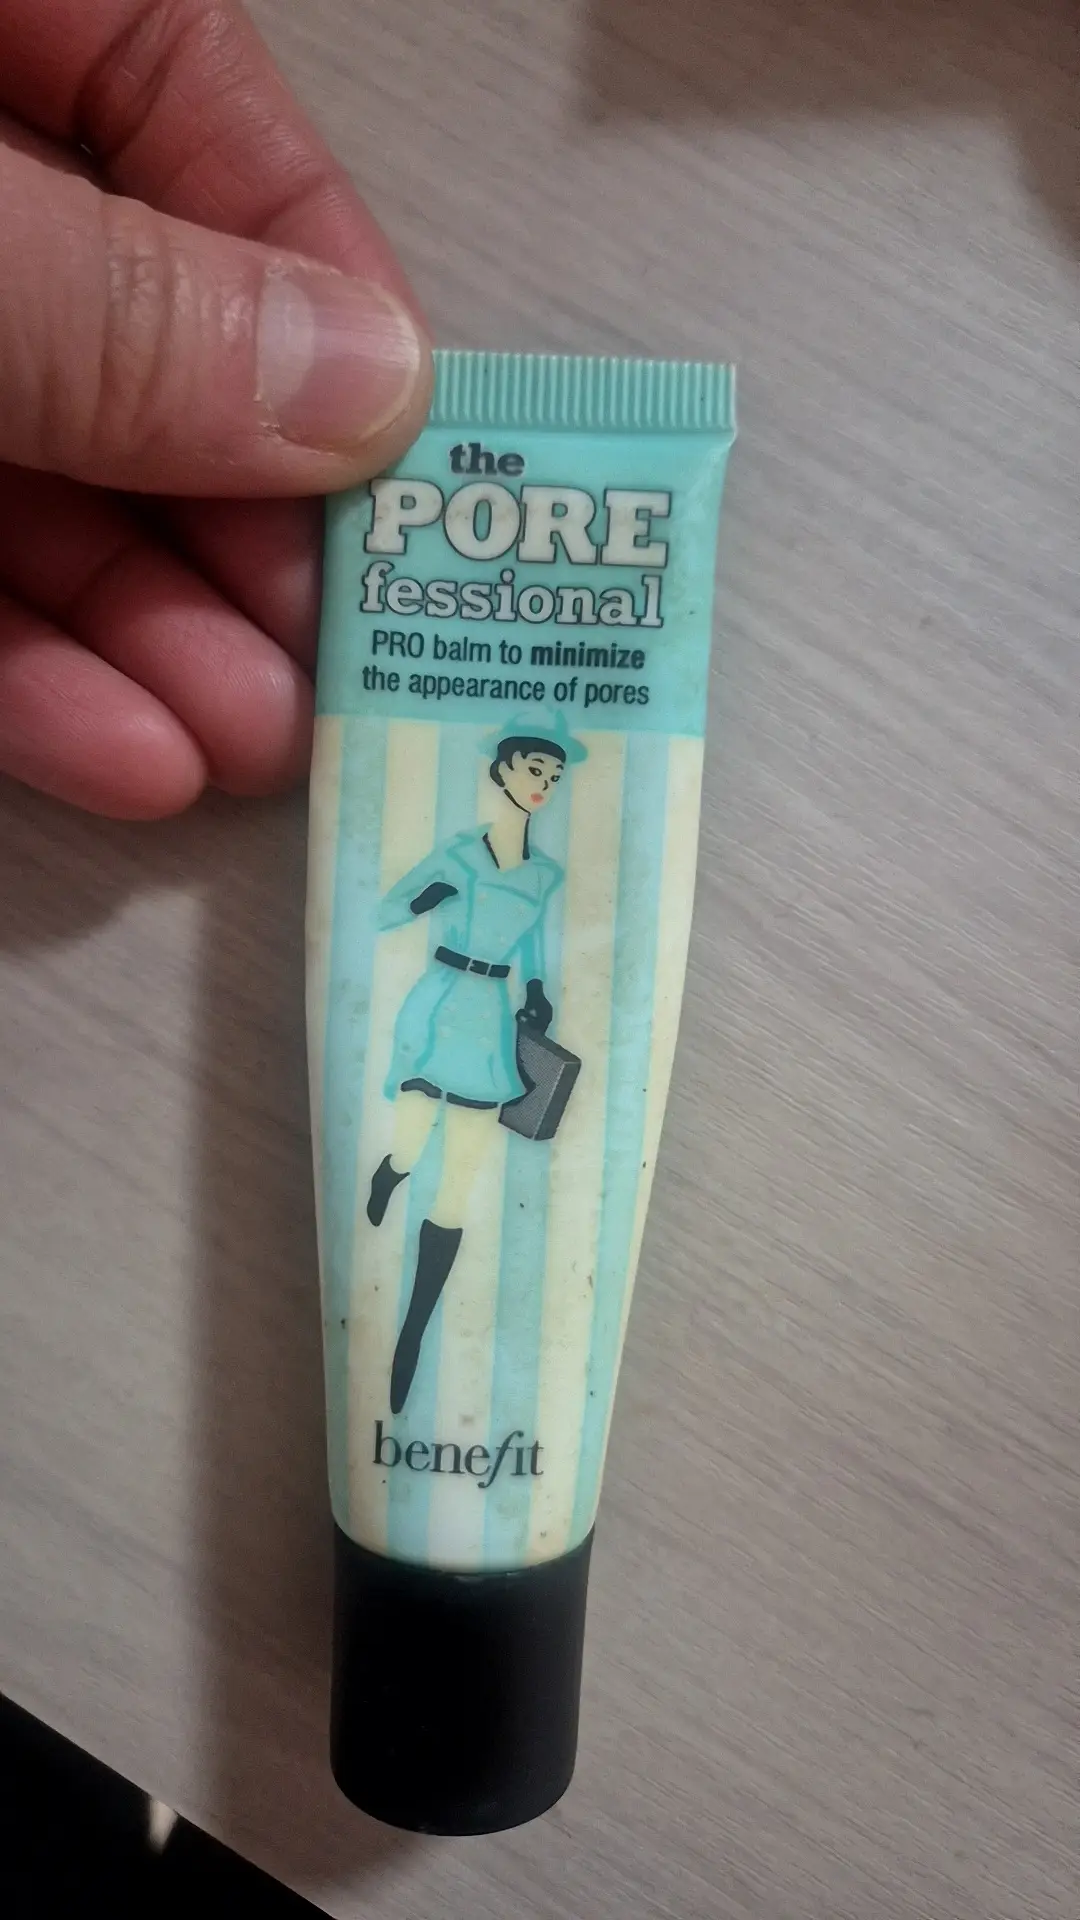 the
PORE
fessional
PRO balm to minimize
the appearance of pores
benefit